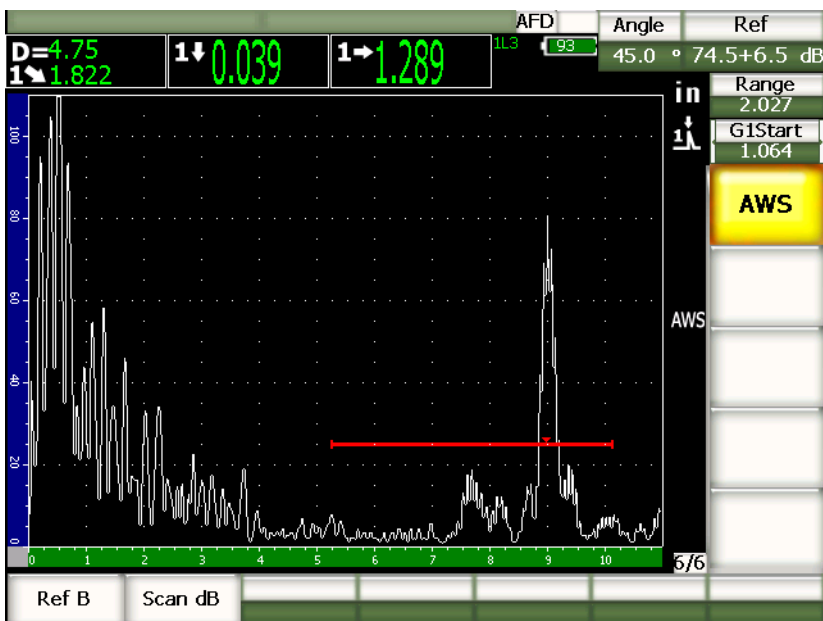 AFD Angle Ref
D=4.75 1 0.039 1 1.289 1L3 93 45.0 ° 74.5+6.5 dB
1 1.822
in Range
2.027
1 G1Start
1.064
AWS
AWS
100
80
60
40
20
0
0 1 2 3 4 5 6 7 8 9 10
6/6
Ref B Scan dB